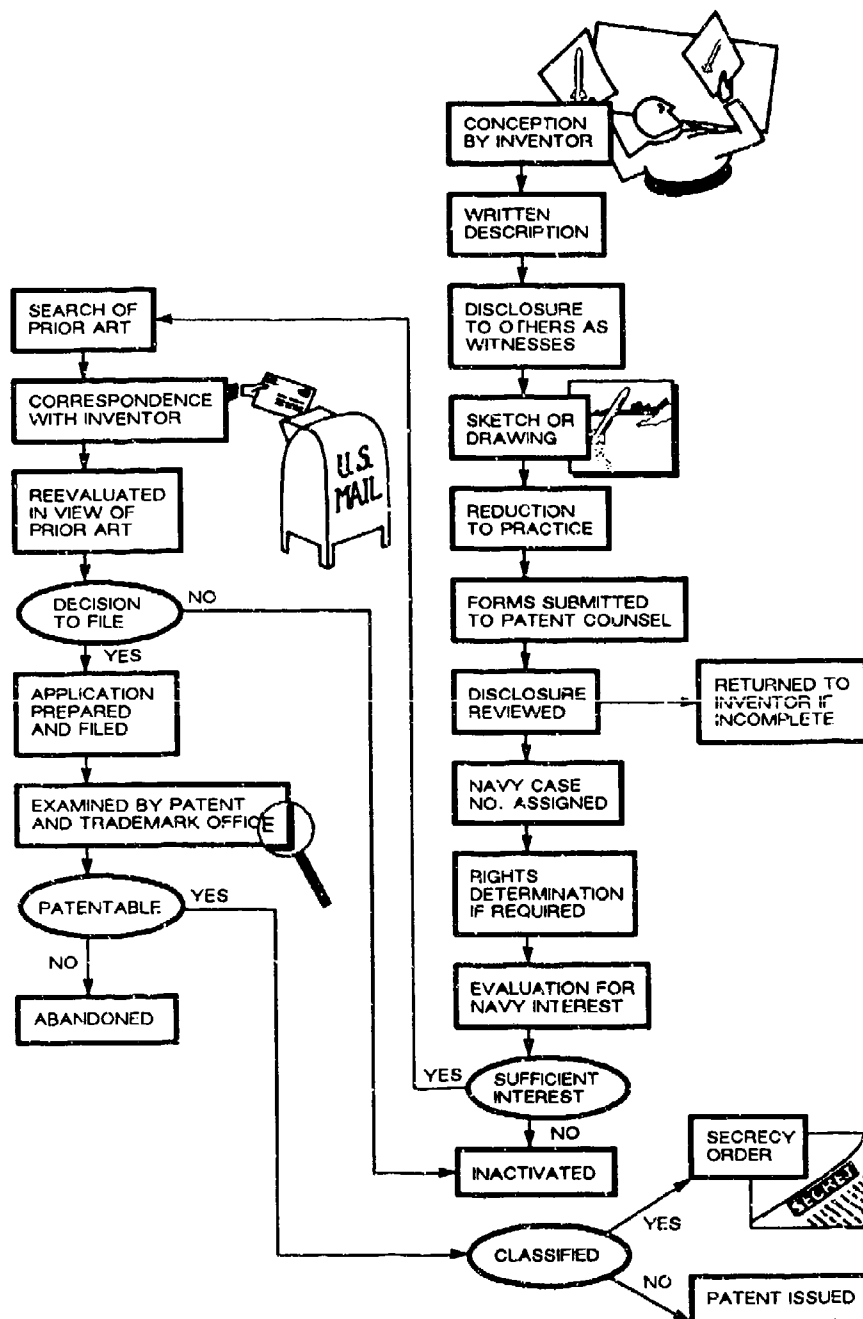 CONCEPTION
BY INVENTOR
WRITTEN
DESCRIPTION
DISCLOSURE
TO OTHERS AS
WITNESSES
SKETCH OR
DRAWING
REDUCTION
TO PRACTICE
FORMS SUBMITTED
TO PATENT COUNSEL
DISCLOSURE
REVIEWED
RETURNED TO
INVENTOR IF
INCOMPLETE
NAVY CASE
NO. ASSIGNED
RIGHTS
DETERMINATION
IF REQUIRED
EVALUATION FOR
NAVY INTEREST
SUFFICIENT
INTEREST
YES
NO
INACTIVATED
SEARCH OF
PRIOR ART
CORRESPONDENCE
WITH INVENTOR
U.S.
MAIL
REEVALUATED
IN VIEW OF
PRIOR ART
DECISION
TO FILE
NO
YES
APPLICATION
PREPARED
AND FILED
EXAMINED BY PATENT
AND TRADEMARK OFFICE
PATENTABLE
YES
NO
ABANDONED
CLASSIFIED
YES
SECRECY
ORDER
SECRET
NO
PATENT ISSUED